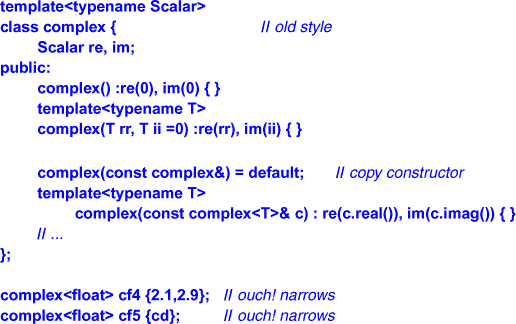 template<typename Scalar>
class complex { // old style
Scalar re, im;
public:
complex() :re(0), im(0) { }
template<typename T>
complex(T rr, T ii =0) :re(rr), im(ii) { }
complex(const complex&) = default; // copy constructor
template<typename T>
complex(const complex<T>& c) : re(c.real()), im(c.imag()) { }
// ...
};
complex<float> cf4 {2.1,2.9}; // ouch! narrows
complex<float> cf5 {cd}; // ouch! narrows